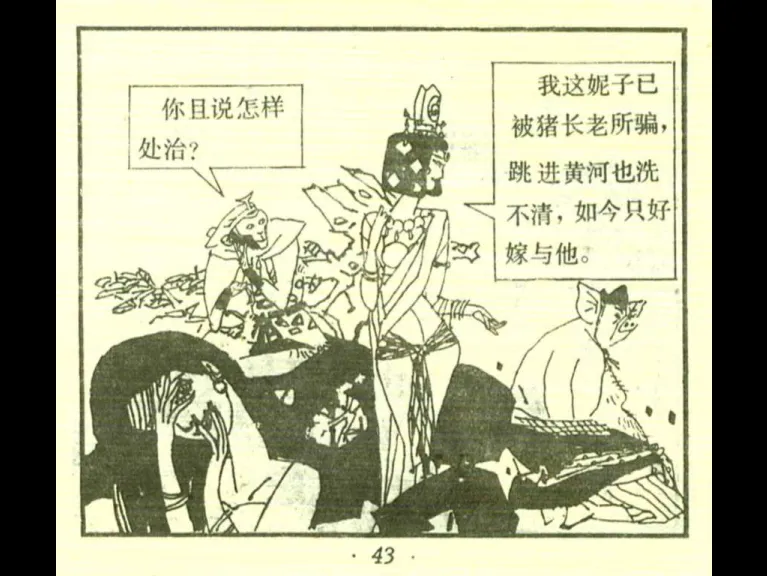 你且说怎样
处治?
我这妮子已
被猪长老所骗，
跳进黄河也洗
不清，如今只好
嫁与他。
· 43 ·